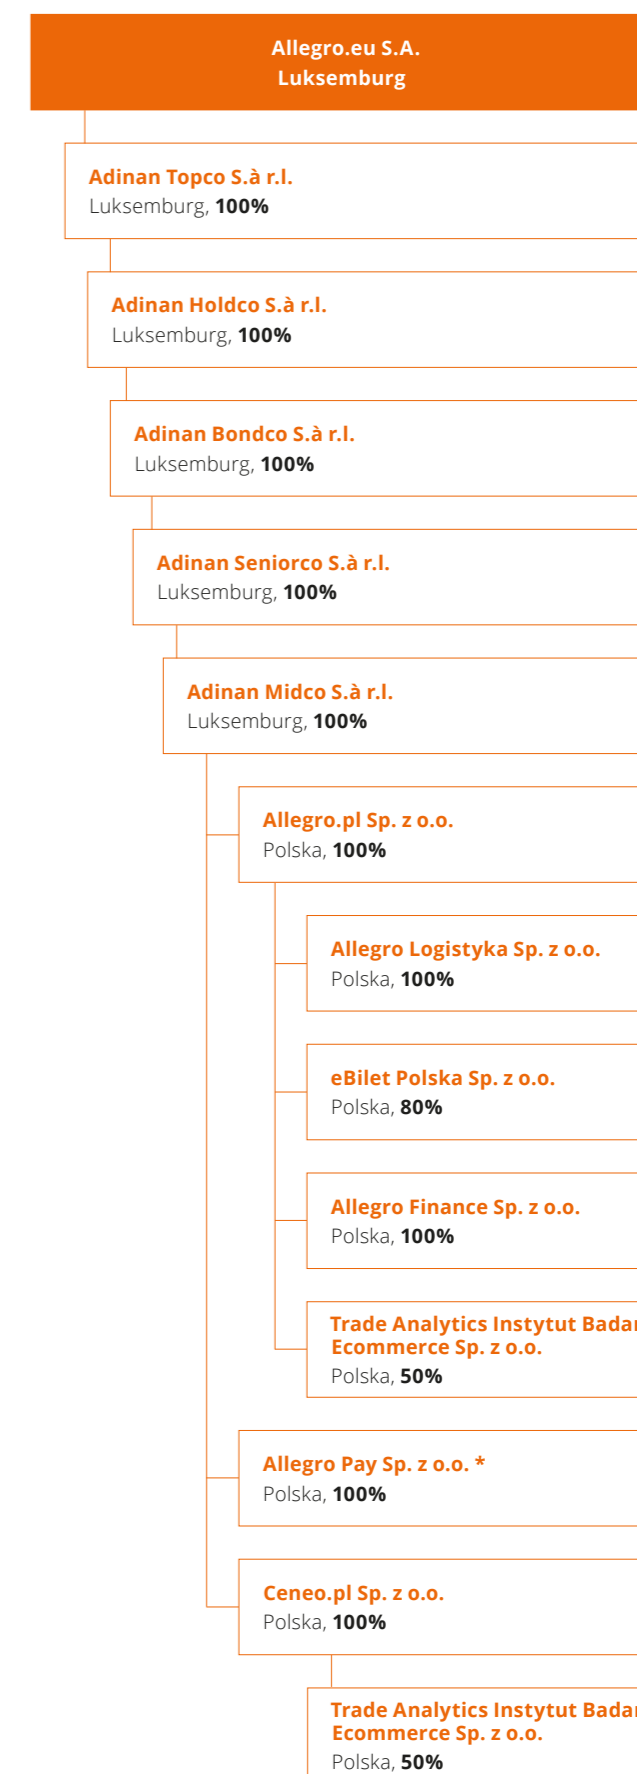 Allegro.eu S.A.
Luksemburg
Adinan Topco S.à r.l.
Luksemburg, 100%
Adinan Holdco S.à r.l.
Luksemburg, 100%
Adinan Bondco S.à r.l.
Luksemburg, 100%
Adinan Seniorco S.à r.l.
Luksemburg, 100%
Adinan Midco S.à r.l.
Luksemburg, 100%
Allegro.pl Sp. z o.o.
Polska, 100%
Allegro Logistyka Sp. z o.o.
Polska, 100%
eBilet Polska Sp. z o.o.
Polska, 80%
Allegro Finance Sp. z o.o.
Polska, 100%
Trade Analytics Instytut
Ecommerce Sp. z o.o.
Polska, 50%
Allegro Pay Sp. z o.o. *
Polska, 100%
Ceneo.pl Sp. z o.o.
Polska, 100%
Trade Analytics Instytut
Ecommerce Sp. z o.o.
Polska, 50%